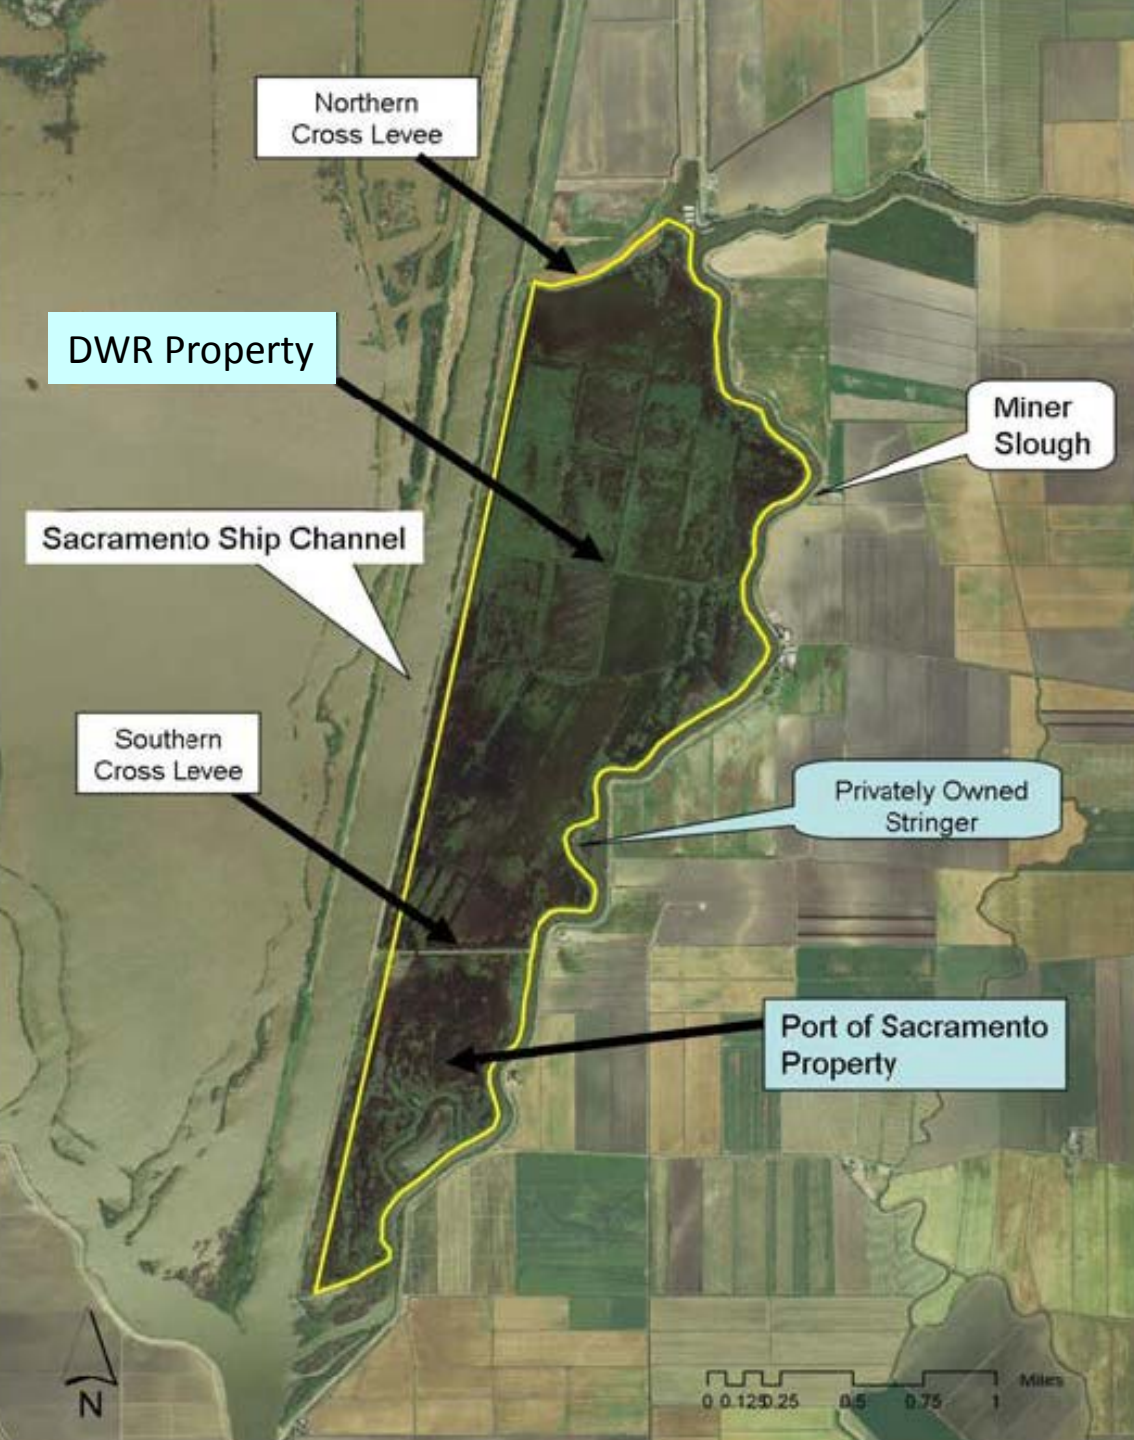 Northern
Cross Levee
DWR Property
Miner
Slough
Sacramento Ship Channel
Southern
Cross Levee
Privately Owned
Stringer
Port of Sacramento
Property
N
0 0.125 0.25 0.5 0.75 1 Miles